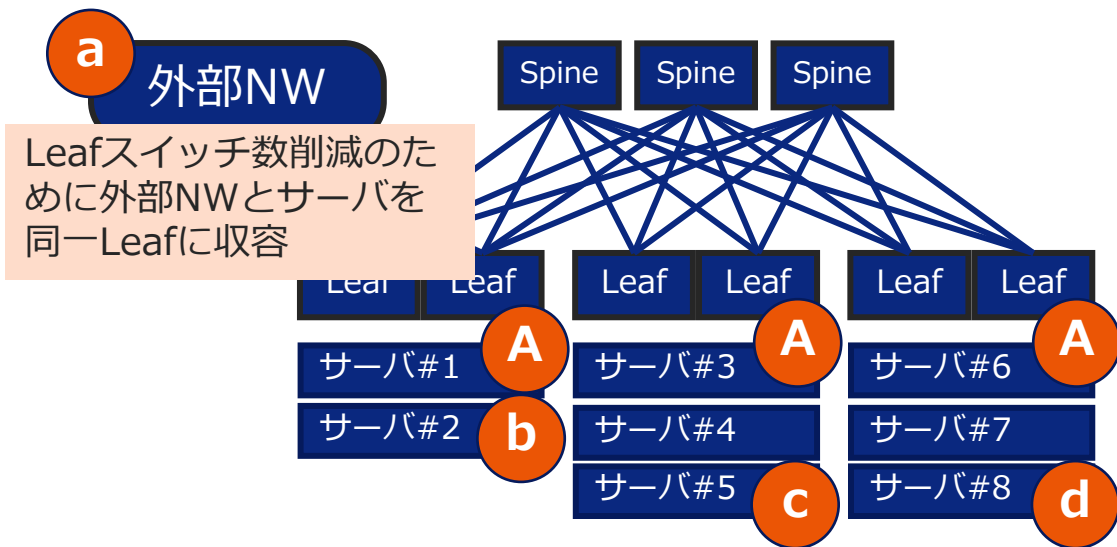 a
外部NW
Spine
Spine
Spine
Leafスイッチ数削減のた
めに外部NWとサーバを
同一Leafに収容
Leaf
Leaf
Leaf
Leaf
Leaf
Leaf
A
A
A
サーバ#1
サーバ#3
サーバ#6
サーバ#2
b
サーバ#4
サーバ#7
サーバ#5
c
サーバ#8
d